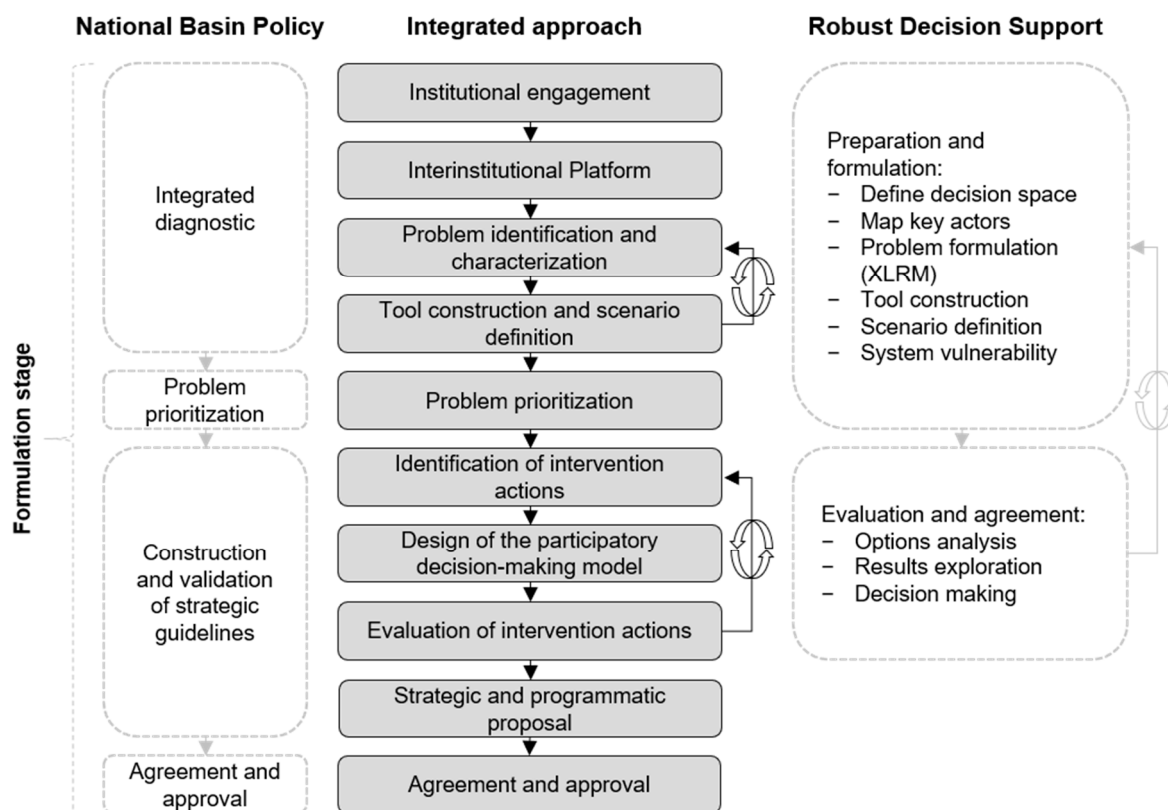 National Basin Policy
Integrated approach
Robust Decision Support
Formulation stage
Integrated
diagnostic
Problem
prioritization
Construction
and validation
of strategic
guidelines
Agreement and
approval
Institutional engagement
Interinstitutional Platform
Problem identification and
characterization
Tool construction and scenario
definition
Problem prioritization
Identification of intervention
actions
Design of the participatory
decision-making model
Evaluation of intervention actions
Strategic and programmatic
proposal
Agreement and approval
Preparation and
formulation:
− Define decision space
− Map key actors
− Problem formulation
(XLRM)
− Tool construction
− Scenario definition
− System vulnerability
Evaluation and agreement:
− Options analysis
− Results exploration
− Decision making